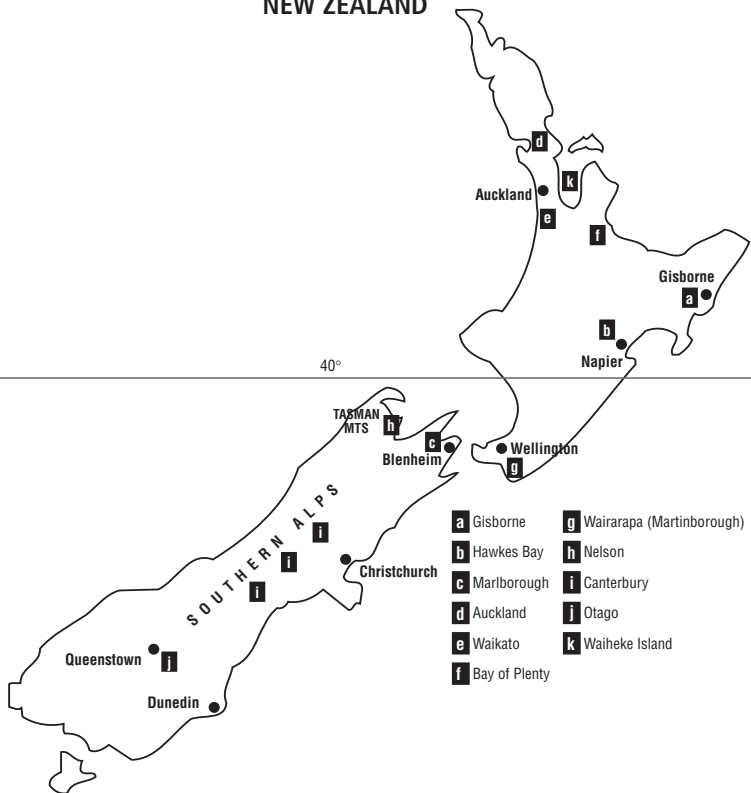 NEW ZEALAND
d
k
Auckland
e
f
Gisborne
a
b
Napier
40°
TASMAN
MTS
h
c
Blenheim
Wellington
g
SOUTHERN ALPS
i
i
i
Christchurch
Queenstown
j
Dunedin
a Gisborne
b Hawkes Bay
c Marlborough
d Auckland
e Waikato
f Bay of Plenty
g Wairarapa (Martinborough)
h Nelson
i Canterbury
j Otago
k Waiheke Island